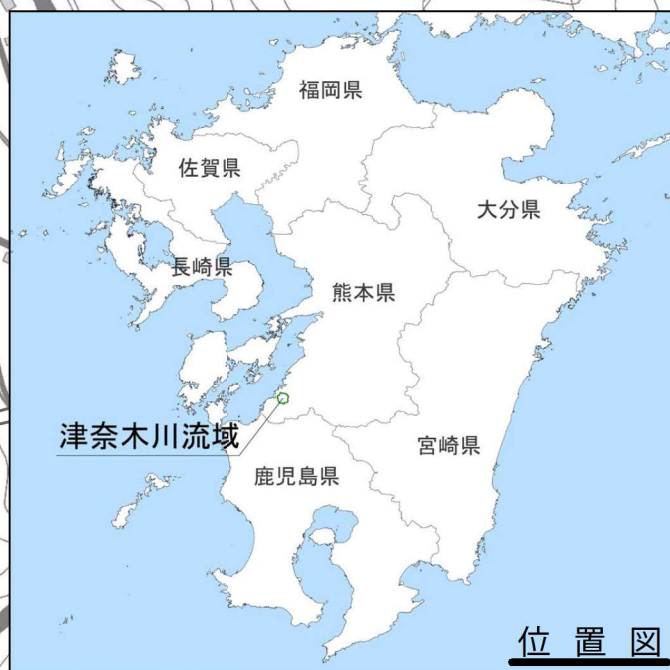 福岡県
佐賀県
大分県
長崎県
熊本県
津奈木川流域
宮崎県
鹿児島県
位置図